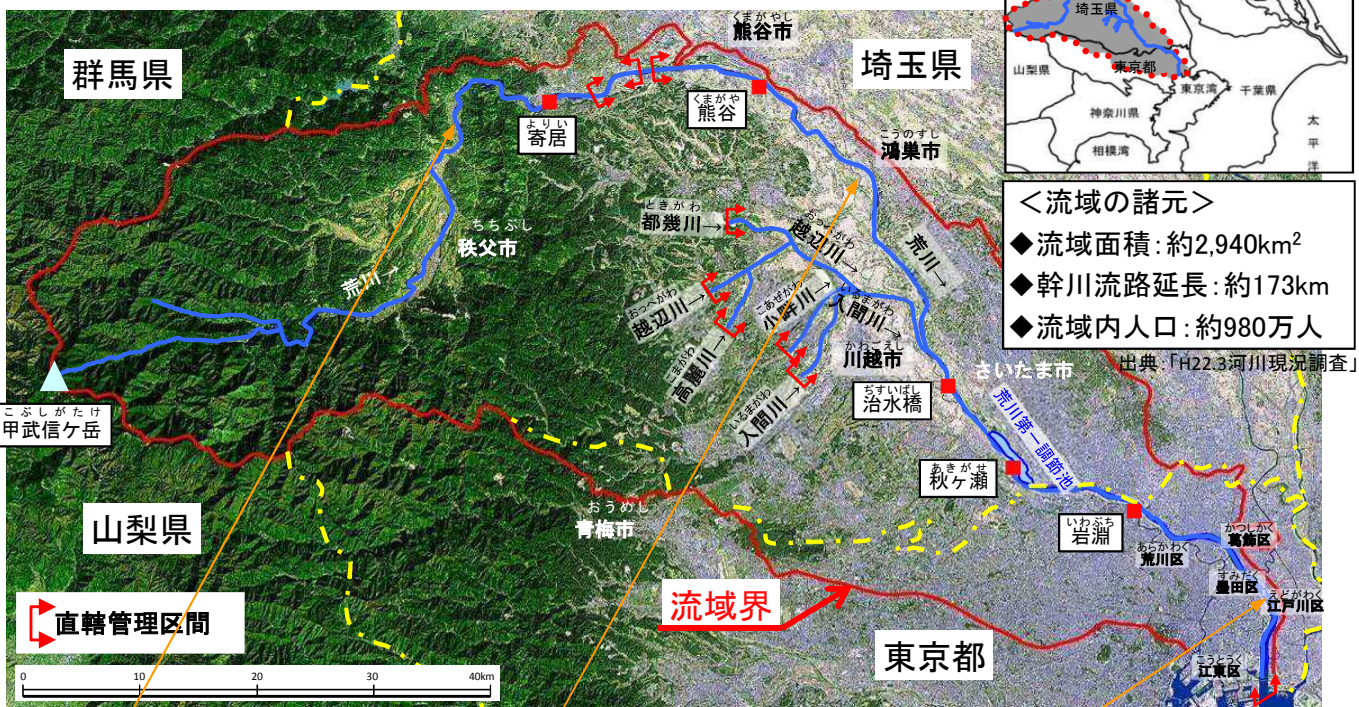 群馬県
くまがやし
熊谷市
埼玉県
よりい
寄居
くまがや
熊谷
こうのすし
鴻巣市
ちちぶし
秩父市
荒川→
ときがわ
都幾川→
おっぺがわ
越辺川→
荒川→
おっぺがわ
越辺川→
こまがわ
高麗川→
こあぜがわ
小畔川→
いるまがわ
入間川→
いるまがわ
入間川→
かわごえし
川越市
ぢすいばし
治水橋
さいたま市
荒川第一調節池
あきがせ
秋ヶ瀬
いわぶち
岩淵
あらかわく
荒川区
かつしかく
葛飾区
すみだく
墨田区
えどがわく
江戸川区
こうとうく
江東区
こぶしがたけ
甲武信ケ岳
山梨県
おうめし
青梅市
流域界
東京都
直轄管理区間
0 10 20 30 40km
埼玉県
山梨県
東京都
東京湾
千葉県
神奈川県
相模湾
太平洋
<流域の諸元>
◆流域面積:約2,940km²
◆幹川流路延長:約173km
◆流域内人口:約980万人
出典:「H22.3河川現況調査」